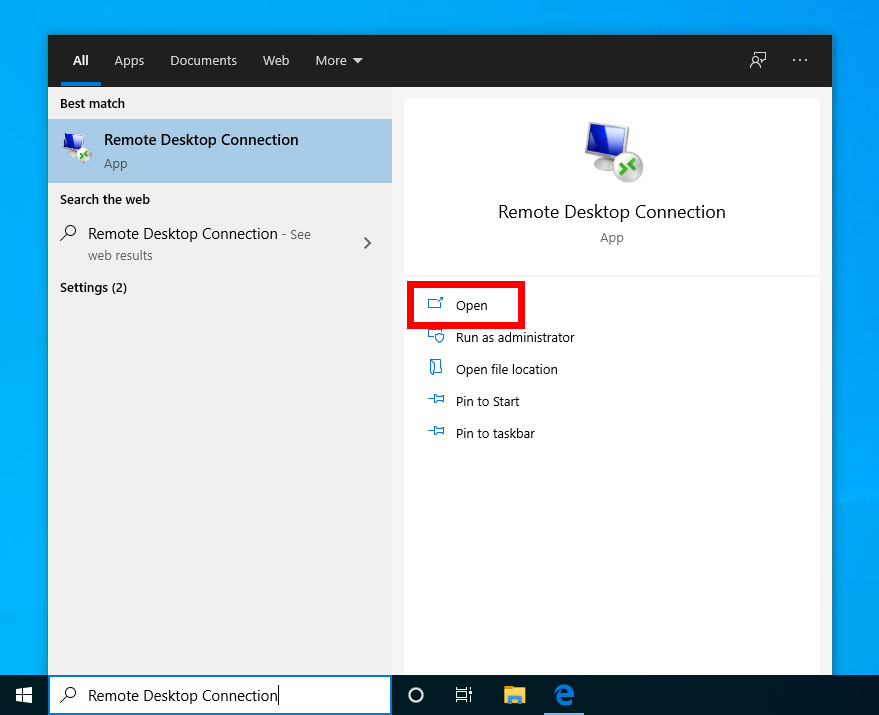 All Apps Documents Web More
Best match
Remote Desktop Connection
App
Search the web
Remote Desktop Connection - See
web results
Settings (2)
Remote Desktop Connection
App
Open
Run as administrator
Open file location
Pin to Start
Pin to taskbar
Remote Desktop Connection